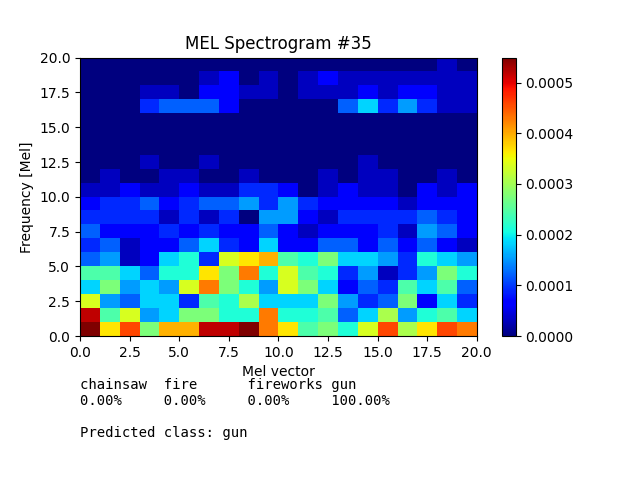 MEL Spectrogram #35
20.0
17.5
15.0
12.5
10.0
7.5
5.0
2.5
0.0
Frequency [Mel]
0.0 2.5 5.0 7.5 10.0 12.5 15.0 17.5 20.0
Mel vector
0.0005
0.0004
0.0003
0.0002
0.0001
0.0000
chainsaw fire fireworks gun
0.00% 0.00% 0.00% 100.00%
Predicted class: gun